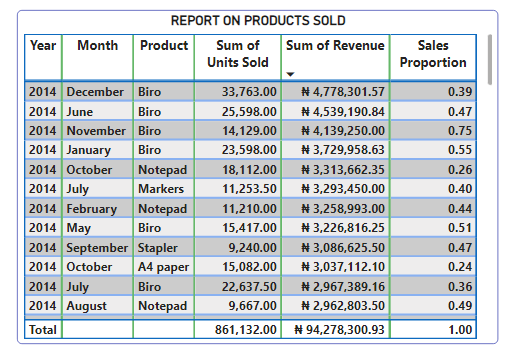 REPORT ON PRODUCTS SOLD
Year Month Product Sum of Units Sold Sum of Revenue Sales Proportion
2014 December Biro 33,763.00 ₦ 4,778,301.57 0.39
2014 June Biro 25,598.00 ₦ 4,539,190.84 0.47
2014 November Biro 14,129.00 ₦ 4,139,250.00 0.75
2014 January Biro 23,598.00 ₦ 3,729,958.63 0.55
2014 October Notepad 18,112.00 ₦ 3,313,662.35 0.26
2014 July Markers 11,253.50 ₦ 3,293,450.00 0.40
2014 February Notepad 11,210.00 ₦ 3,258,993.00 0.44
2014 May Biro 15,417.00 ₦ 3,226,816.25 0.51
2014 September Stapler 9,240.00 ₦ 3,086,625.50 0.47
2014 October A4 paper 15,082.00 ₦ 3,037,112.10 0.24
2014 July Biro 22,637.50 ₦ 2,967,389.16 0.36
2014 August Notepad 9,667.00 ₦ 2,962,803.50 0.49
Total 861,132.00 ₦ 94,278,300.93 1.00